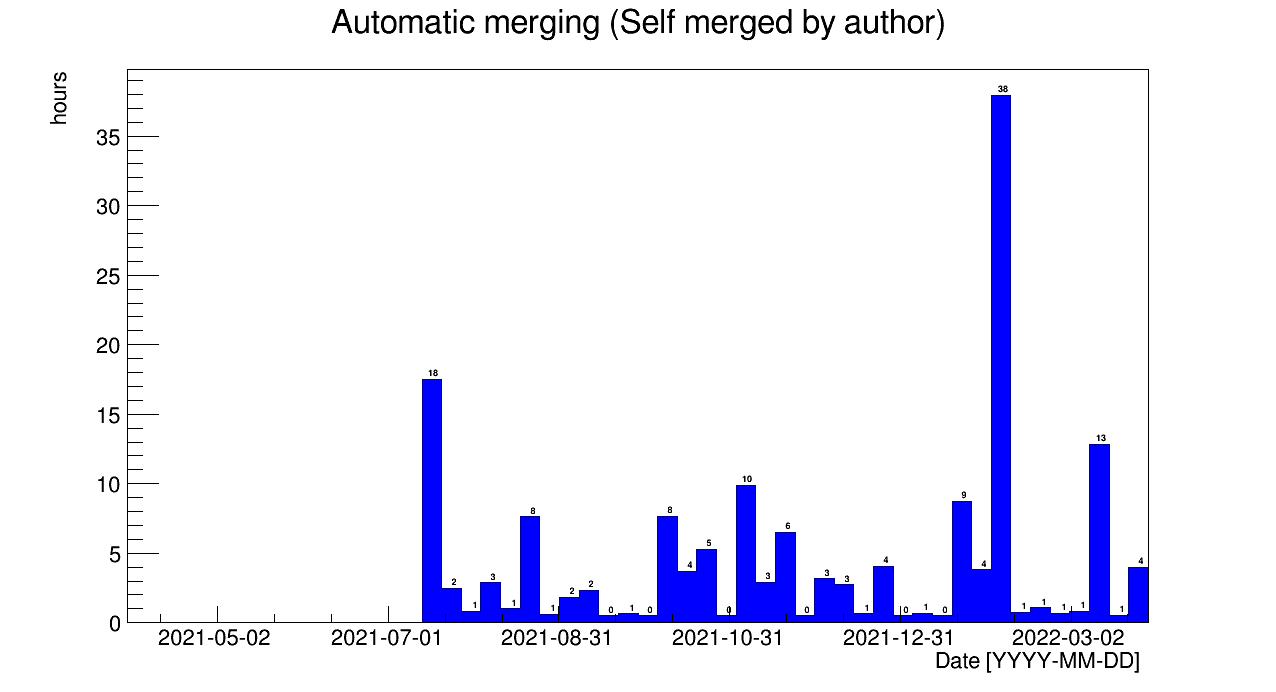 Automatic merging (Self merged by author)
hours
35
30
25
20
15
10
5
0
18 2 1 3 1 8 1 2 2 0 1 0 8 4 5 0 10 3 6 0 3 3 1 4 0 1 0 9 4 38 1 1 1 1 13 1 4
2021-05-02 2021-07-01 2021-08-31 2021-10-31 2021-12-31 2022-03-02
Date [YYYY-MM-DD]